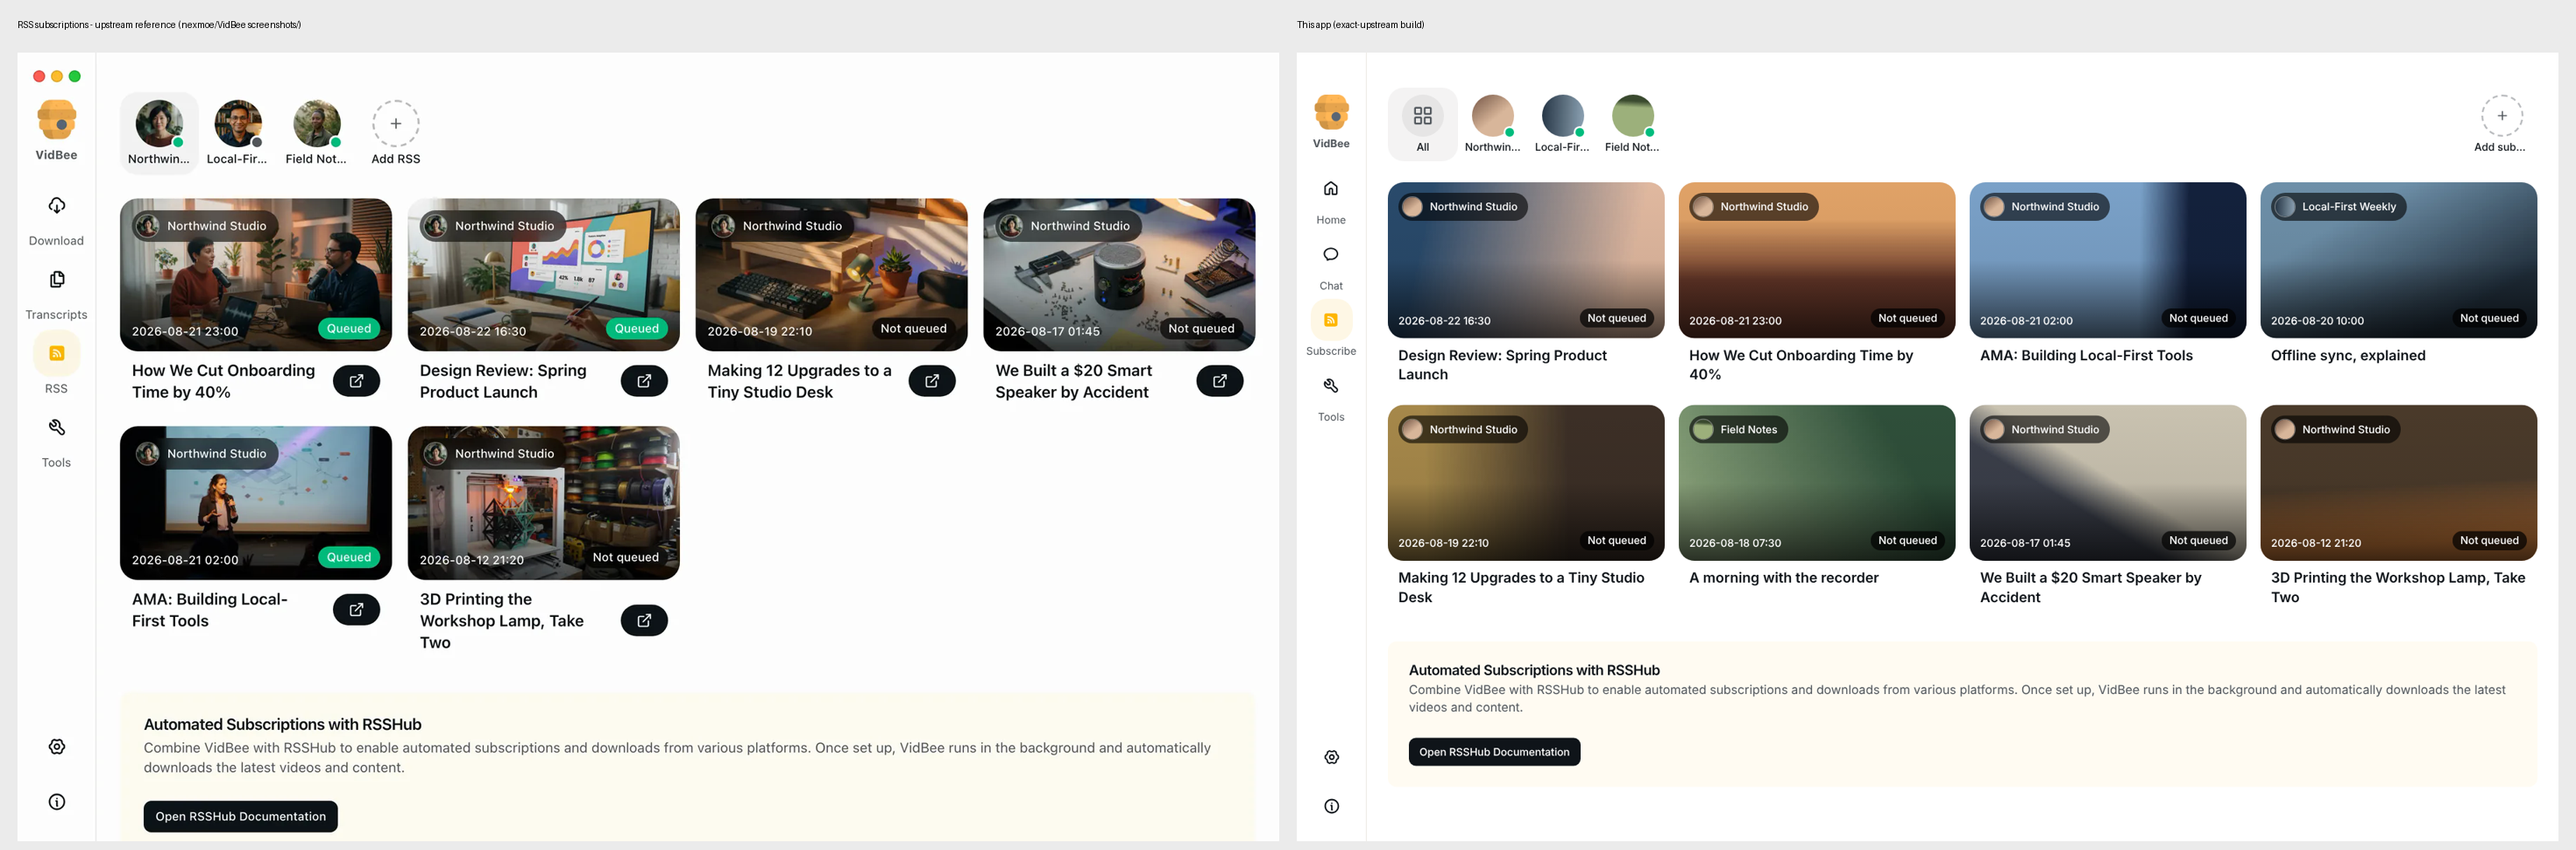 RSS subscriptions - upstream reference (nexmoe/VidBee screenshots/)
VidBee
Download
Transcripts
RSS
Tools
Northwin...
Local-Fir...
Field Not...
Add RSS
Northwind Studio
2026-08-21 23:00
Queued
How We Cut Onboarding
Time by 40%
Northwind Studio
2026-08-22 16:30
Queued
Design Review: Spring
Product Launch
Northwind Studio
2026-08-19 22:10
Not queued
Making 12 Upgrades to a
Tiny Studio Desk
Northwind Studio
2026-08-17 01:45
Not queued
We Built a $20 Smart
Speaker by Accident
Northwind Studio
2026-08-21 02:00
Queued
AMA: Building Local-
First Tools
Northwind Studio
2026-08-12 21:20
Not queued
3D Printing the
Workshop Lamp, Take
Two
Automated Subscriptions with RSSHub
Combine VidBee with RSSHub to enable automated subscriptions and downloads from various platforms. Once set up, VidBee runs in the background and automatically
downloads the latest videos and content.
Open RSSHub Documentation
This app (exact-upstream build)
VidBee
Home
Chat
Subscribe
Tools
All
Northwin...
Local-Fir...
Field Not...
Add sub...
Northwind Studio
2026-08-22 16:30
Not queued
Design Review: Spring Product
Launch
Northwind Studio
2026-08-21 23:00
Not queued
How We Cut Onboarding Time by
40%
Northwind Studio
2026-08-21 02:00
Not queued
AMA: Building Local-First Tools
Local-First Weekly
2026-08-20 10:00
Not queued
Offline sync, explained
Northwind Studio
2026-08-19 22:10
Not queued
Making 12 Upgrades to a Tiny Studio
Desk
Field Notes
2026-08-18 07:30
Not queued
A morning with the recorder
Northwind Studio
2026-08-17 01:45
Not queued
We Built a $20 Smart Speaker by
Accident
Northwind Studio
2026-08-12 21:20
Not queued
3D Printing the Workshop Lamp, Take
Two
Automated Subscriptions with RSSHub
Combine VidBee with RSSHub to enable automated subscriptions and downloads from various platforms. Once set up, VidBee runs in the background and automatically downloads the latest
videos and content.
Open RSSHub Documentation